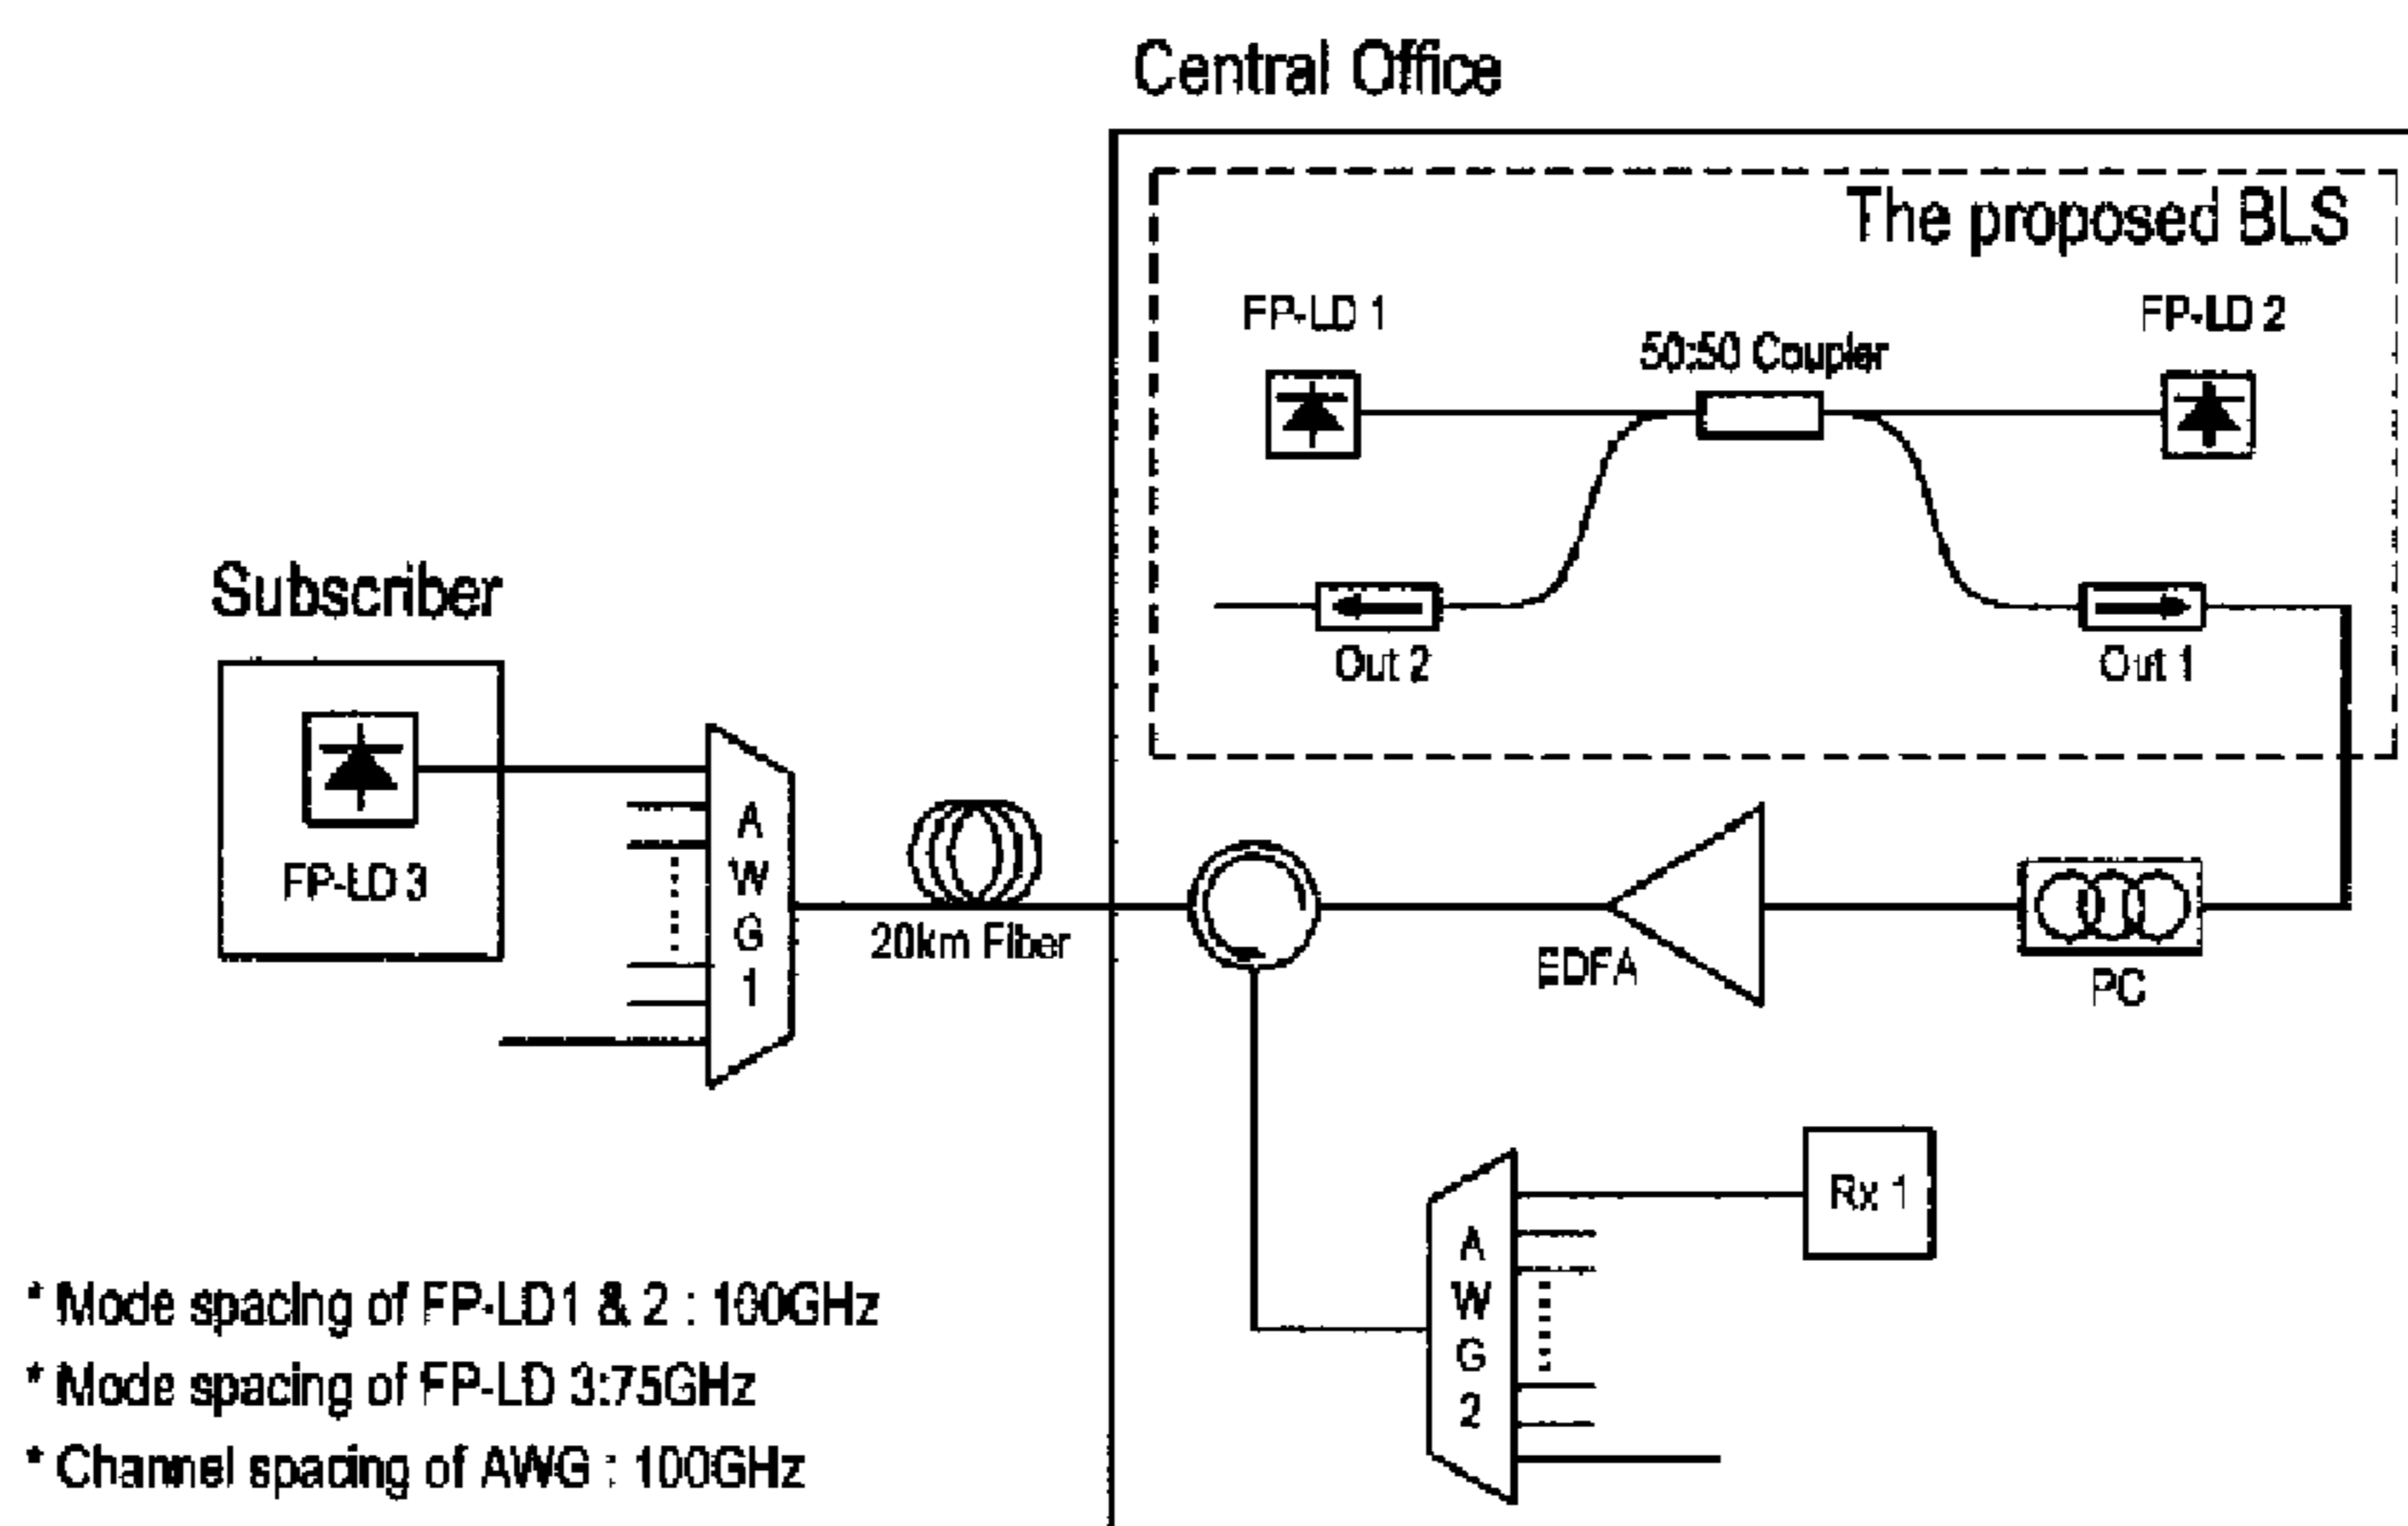 Central Office
The proposed BLS
FP-LD 1
50:50 Coupler
FP-LD 2
Out 2
Out 1
Subscriber
FP-LD 3
AWG1
20km Fiber
EDFA
PC
Rx 1
AWG2
* Mode spacing of FP-LD1 & 2 : 100GHz
* Mode spacing of FP-LD 3:75GHz
* Channel spacing of AWG : 100GHz